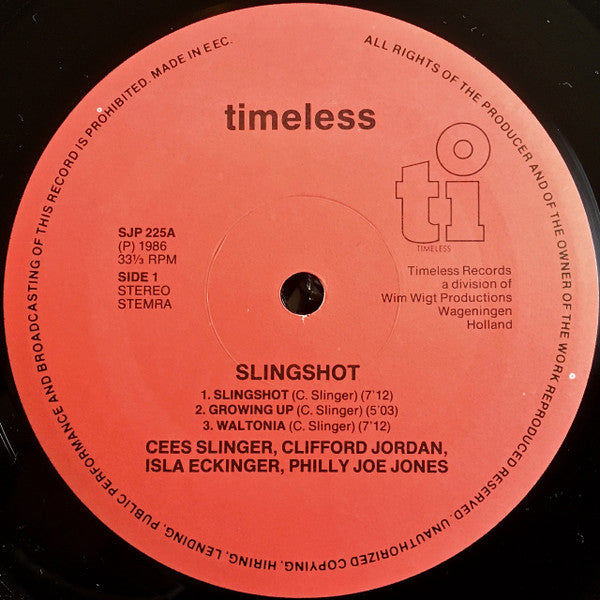 ALL RIGHTS OF THE PRODUCER AND OF THE OWNER OF THE WORK REPRODUCED RESERVED. UNAUTHORIZED COPYING, HIRING, LENDING, PUBLIC PERFORMANCE AND BROADCASTING OF THIS RECORD IS PROHIBITED. MADE IN E EC.
timeless
ti
TIMELESS
SJP 225A
(P) 1986
33⅓ RPM
SIDE 1
STEREO
STEMRA
Timeless Records
a division of
Wim Wigt Productions
Wageningen
Holland
SLINGSHOT
1. SLINGSHOT (C. Slinger) (7'12)
2. GROWING UP (C. Slinger) (5'03)
3. WALTONIA (C. Slinger) (7'12)
CEES SLINGER, CLIFFORD JORDAN,
ISLA ECKINGER, PHILLY JOE JONES